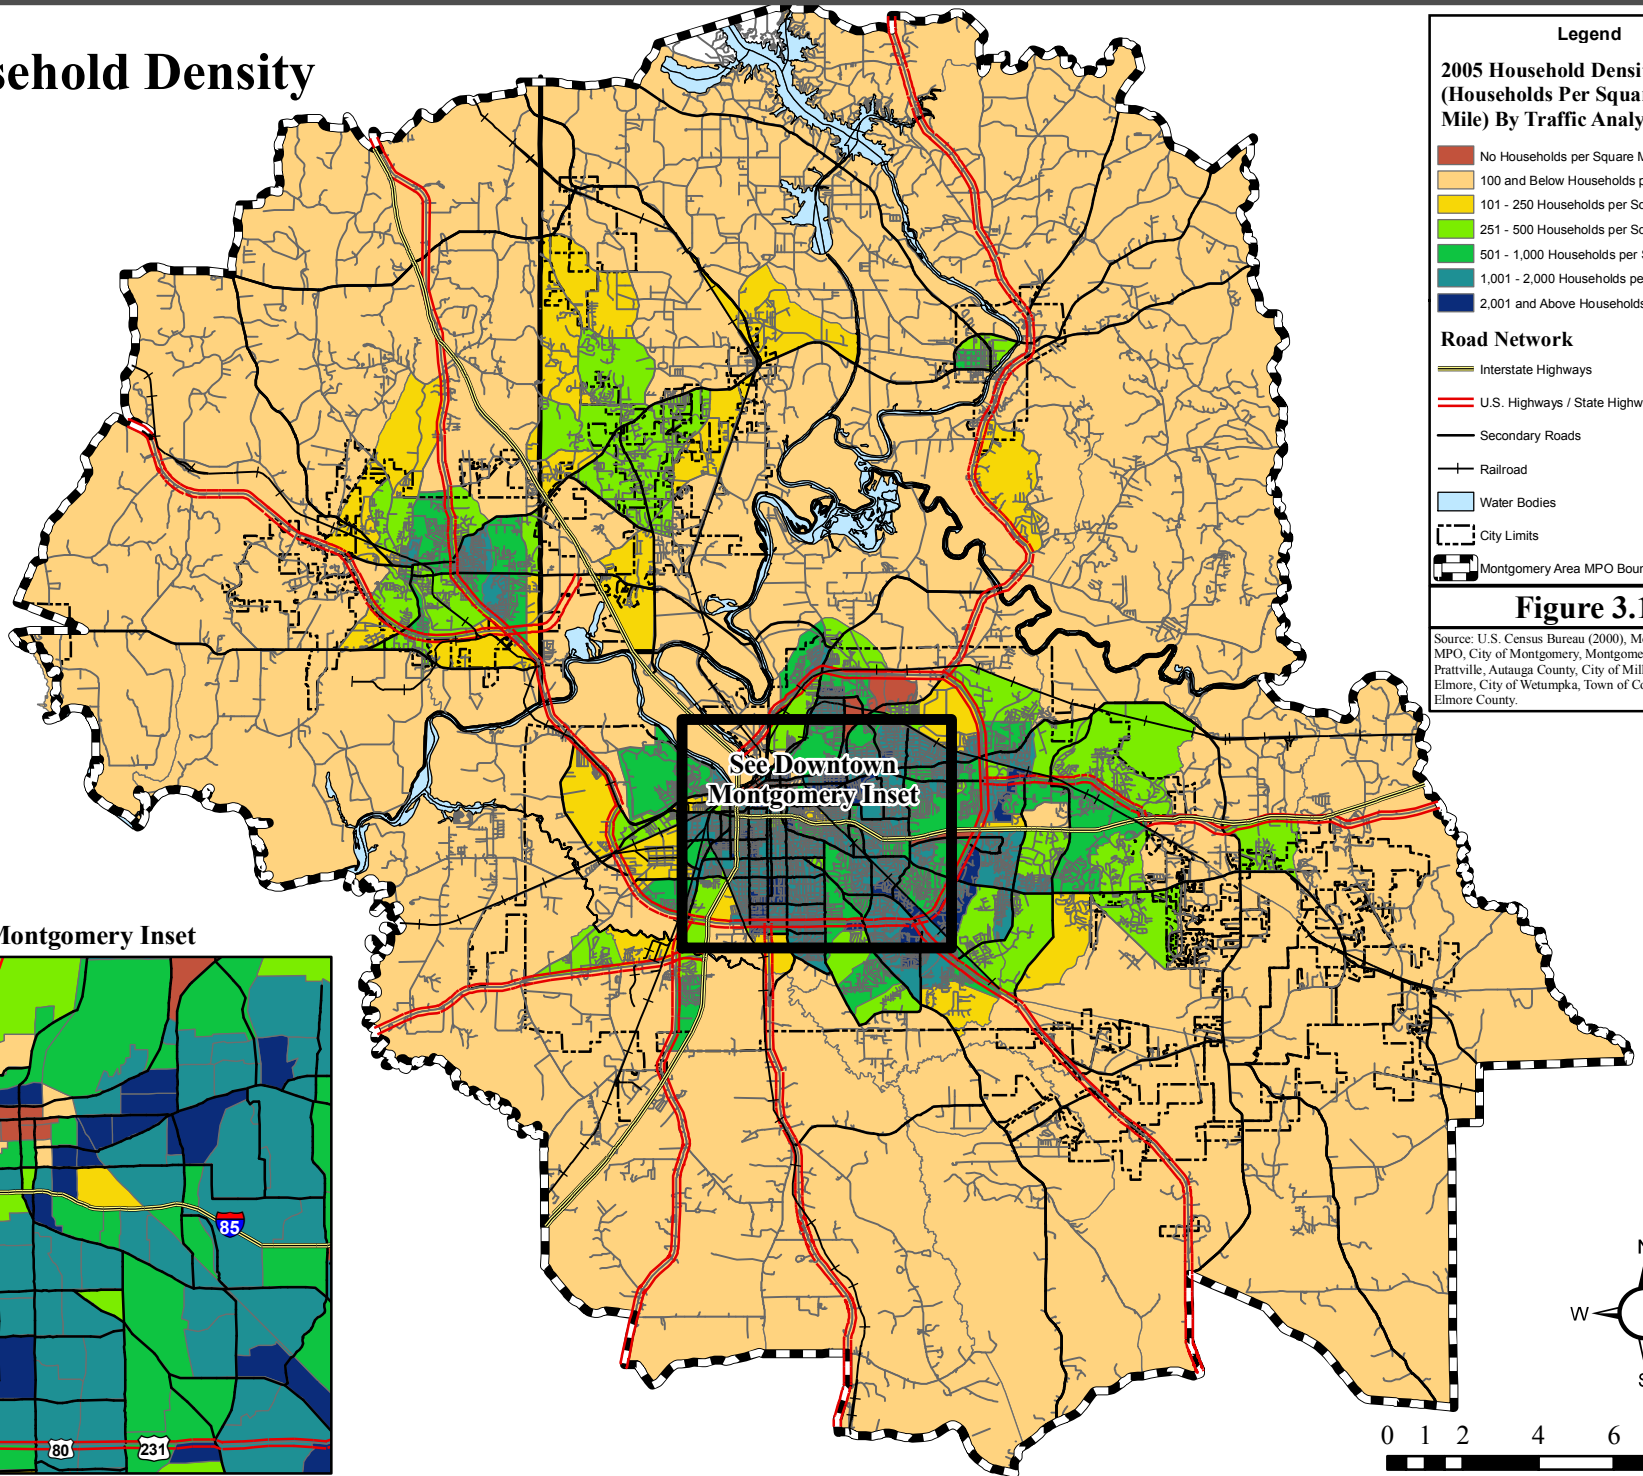 sehold Density
Legend
2005 Household Densi
(Households Per Squa
Mile) By Traffic Analy
No Households per Square M
100 and Below Households p
101 - 250 Households per Sq
251 - 500 Households per Sq
501 - 1,000 Households per S
1,001 - 2,000 Households per
2,001 and Above Households
Road Network
Interstate Highways
U.S. Highways / State Highw
Secondary Roads
Railroad
Water Bodies
City Limits
Montgomery Area MPO Boun
Figure 3.1
Source: U.S. Census Bureau (2000), M
MPO, City of Montgomery, Montgome
Prattville, Autauga County, City of Mill
Elmore, City of Wetumpka, Town of Co
Elmore County.
See Downtown
Montgomery Inset
Montgomery Inset
85
80
231
N
W
S
0 1 2 4 6